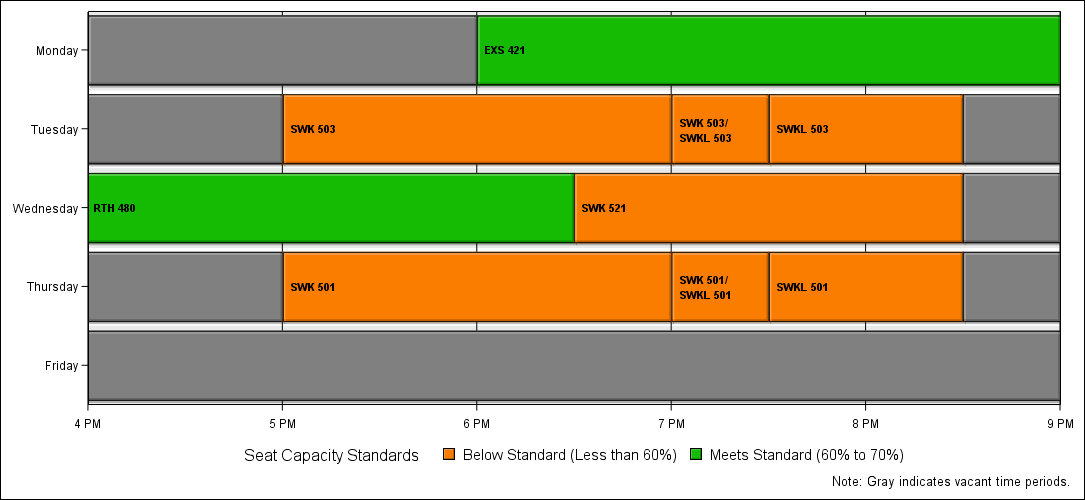 Monday
EXS 421
Tuesday
SWK 503
SWK 503/
SWKL 503
SWKL 503
Wednesday
RTH 480
SWK 521
Thursday
SWK 501
SWK 501/
SWKL 501
SWKL 501
Friday
4 PM
5 PM
6 PM
7 PM
8 PM
9 PM
Seat Capacity Standards
Below Standard (Less than 60%)
Meets Standard (60% to 70%)
Note: Gray indicates vacant time periods.